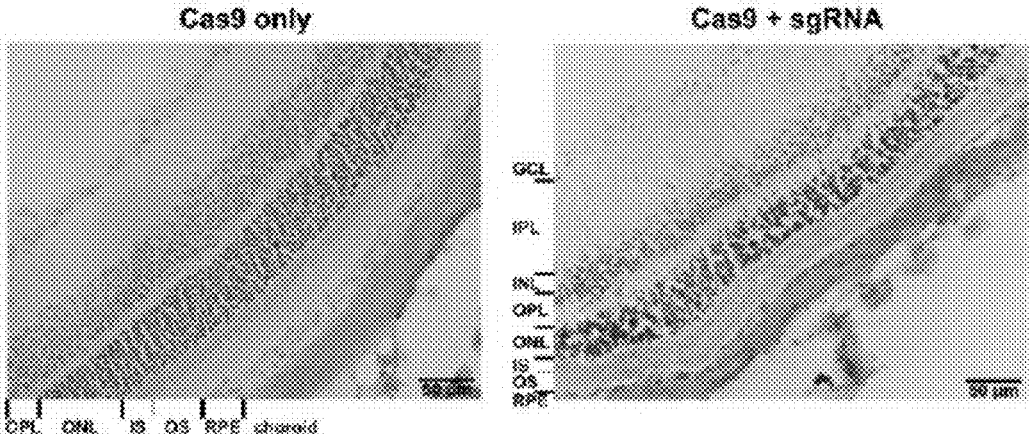 Cas9 only
Cas9 + sgRNA
GCL
IPL
INL
OPL
ONL
IS
OS
RPE
50 µm
50 µm
OPL ONL IS OS RPE choroid